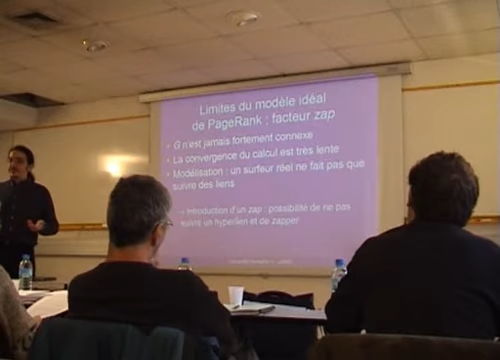 Limites du modèle idéal
de PageRank : facteur zap
• G n'est jamais fortement connexe
• La convergence du calcul est très lente
• Modélisation : un surfeur réel ne fait pas que
suivre des liens
→ Introduction d'un zap : possibilité de ne pas
suivre un hyperlien et de zapper